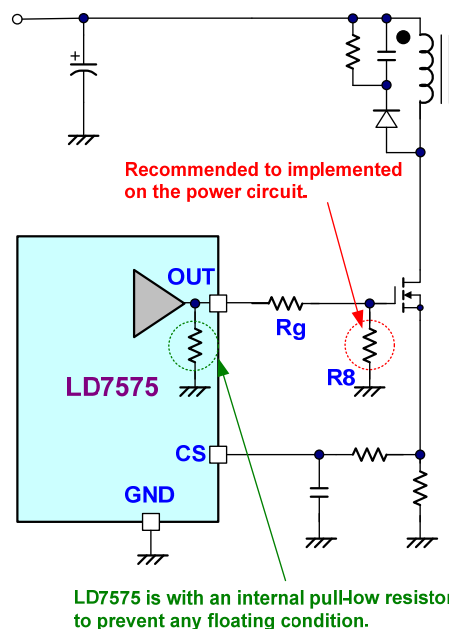 +
Recommended to implemented
on the power circuit.
OUT
Rg
R8
LD7575
CS
GND
LD7575 is with an internal pull-low resistor
to prevent any floating condition.